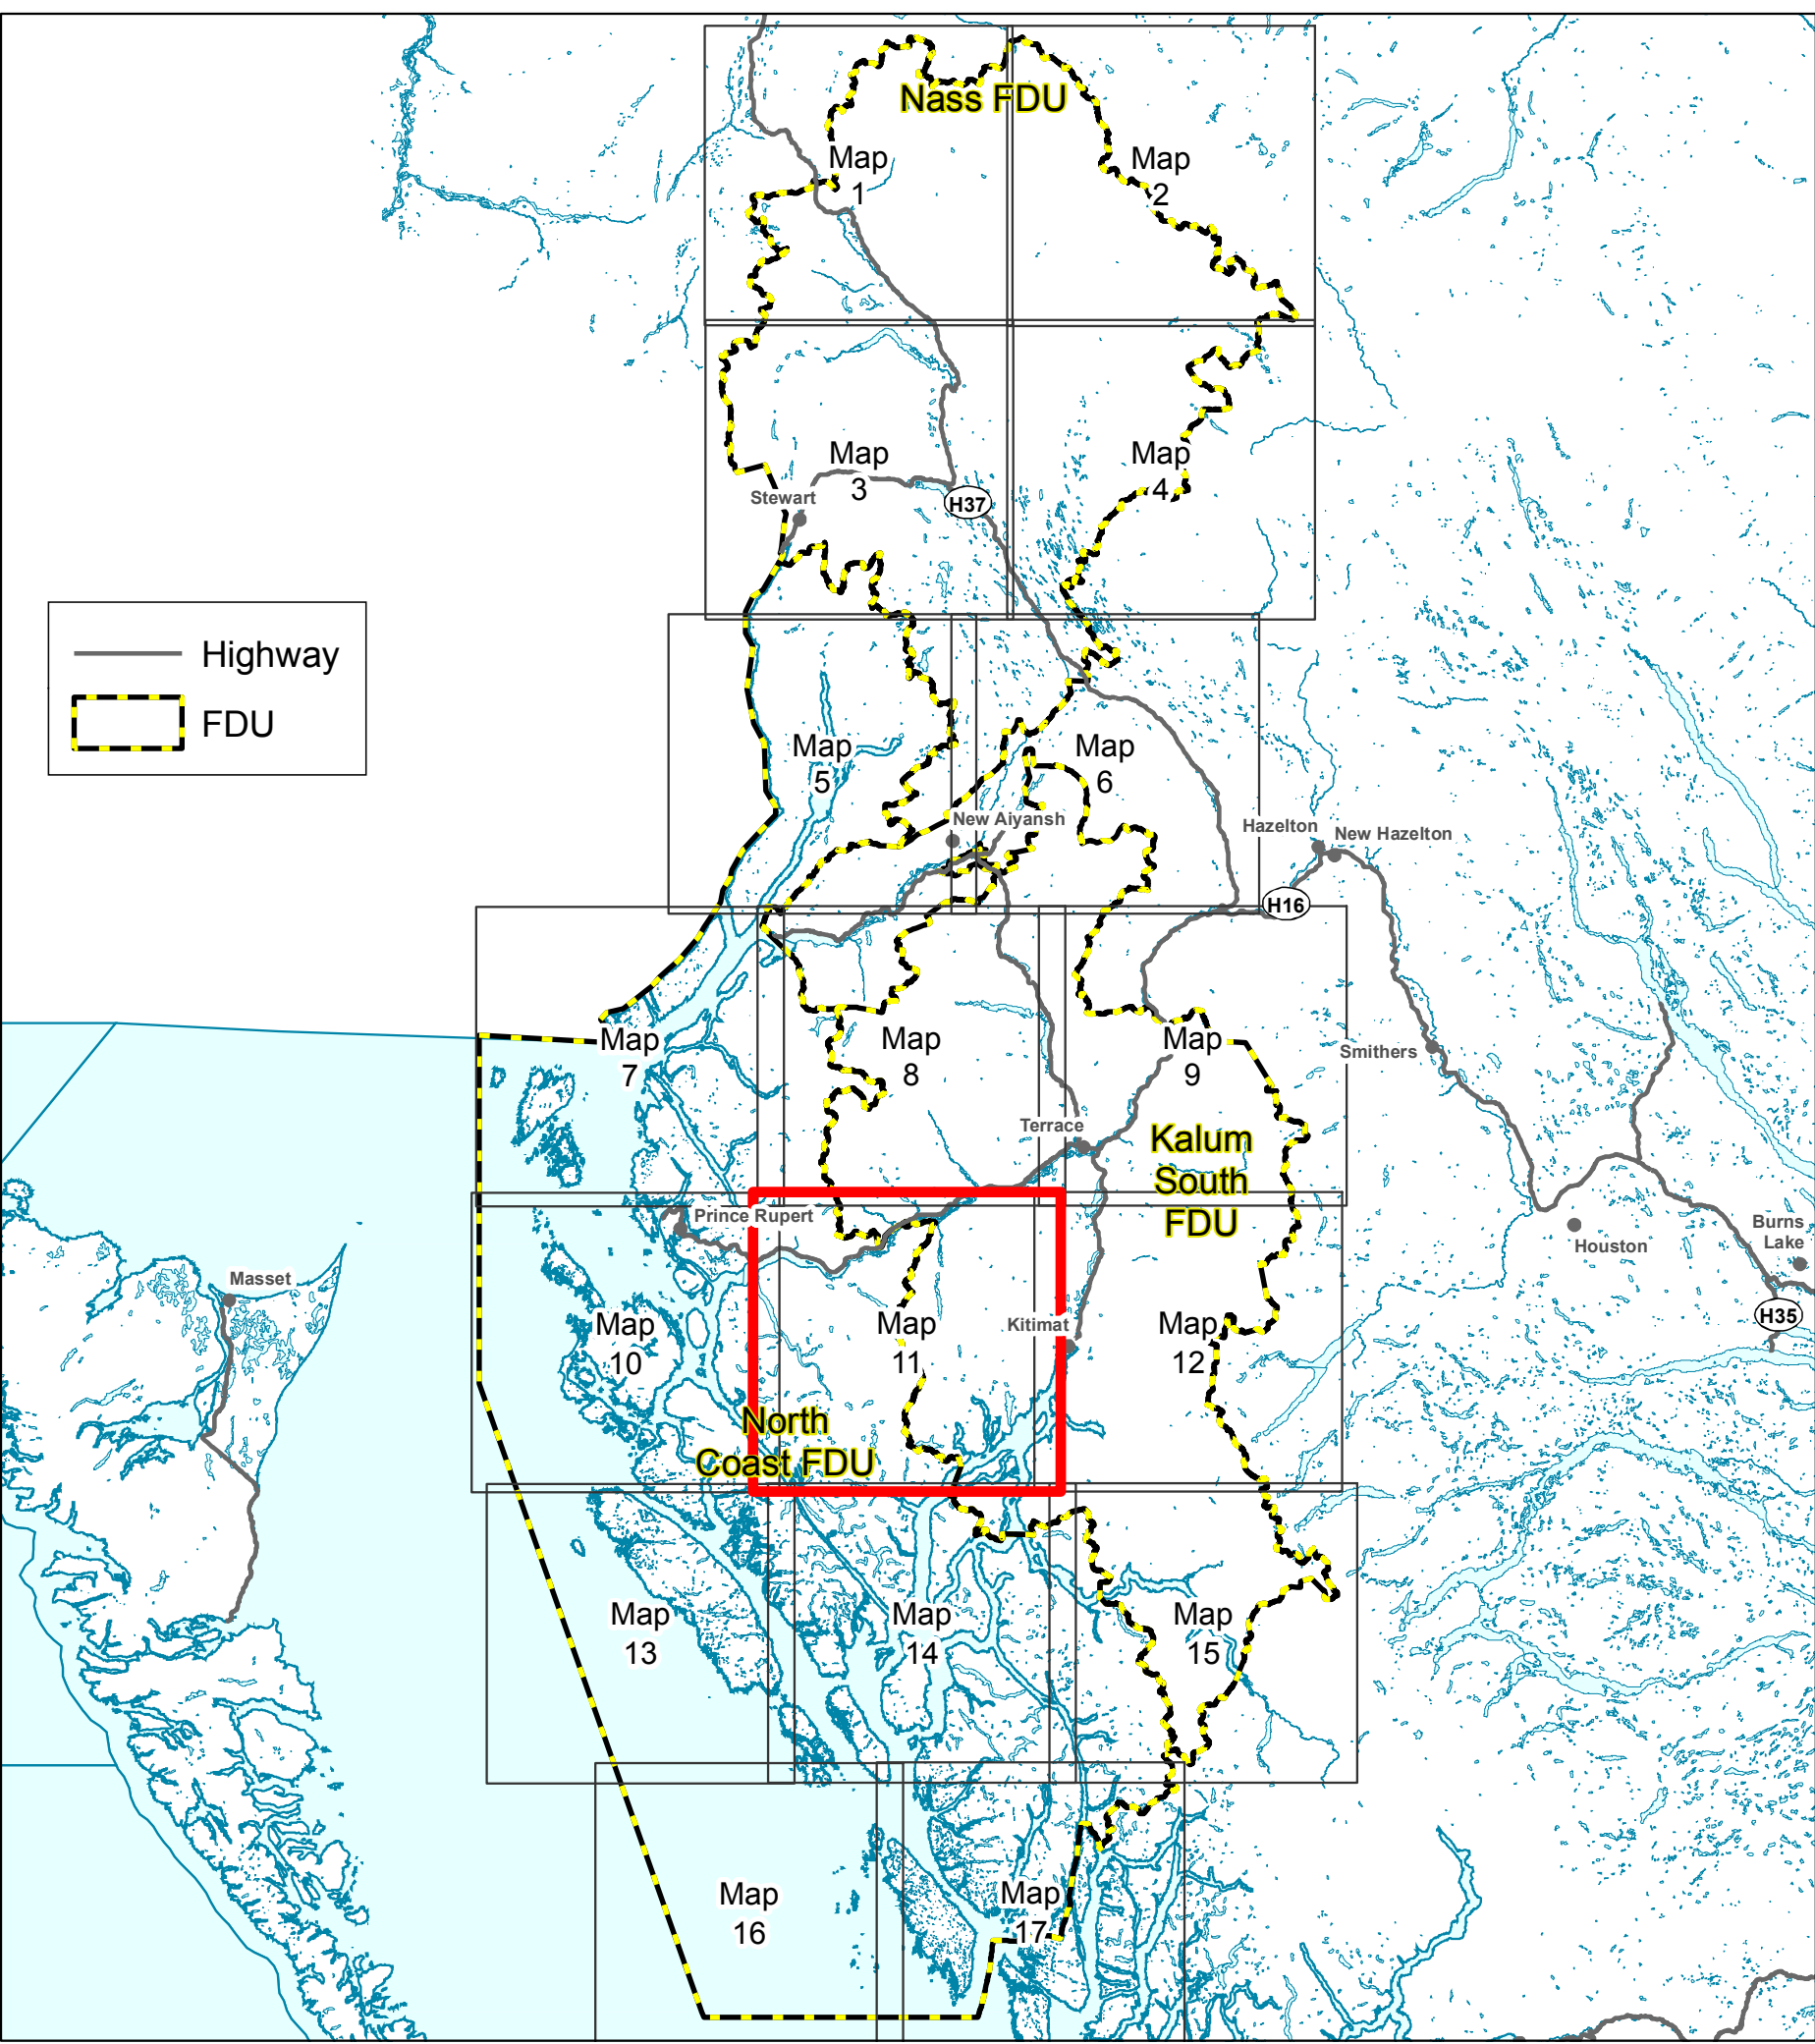 Nass FDU
Map
1
Map
2
Map
3
Map
4
Stewart
H37
Highway
FDU
Map
5
Map
6
New Aiyansh
Hazelton
New Hazelton
H16
Map
7
Map
8
Map
9
Smithers
Terrace
Kalum
South
FDU
Prince Rupert
Houston
Burns
Lake
Masset
H35
Map
10
Map
11
Kitimat
Map
12
North
Coast FDU
Map
13
Map
14
Map
15
Map
16
Map
17